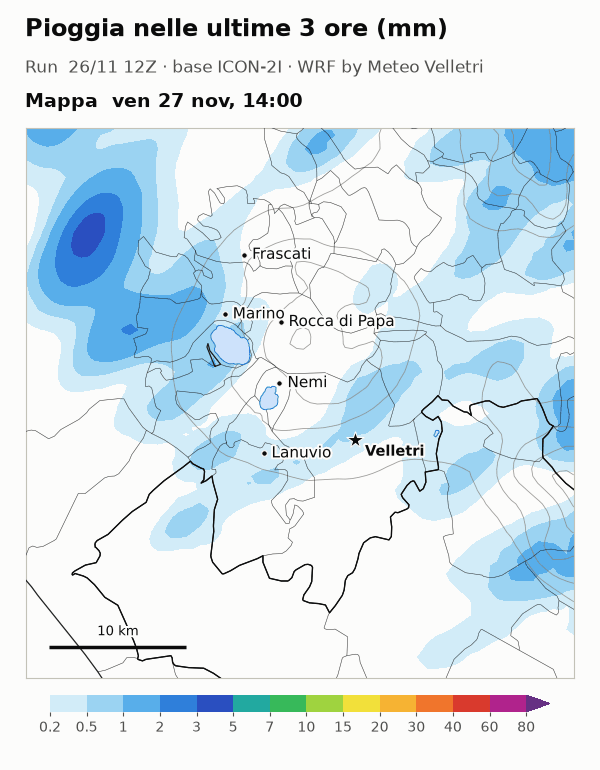 Pioggia nelle ultime 3 ore (mm)
Run  26/11 12Z · base ICON-2I · WRF by Meteo Velletri
Mappa  ven 27 nov, 14:00
Frascati
Marino
Rocca di Papa
Nemi
Velletri
Lanuvio
10 km
0.2 0.5 1 2 3 5 7 10 15 20 30 40 60 80